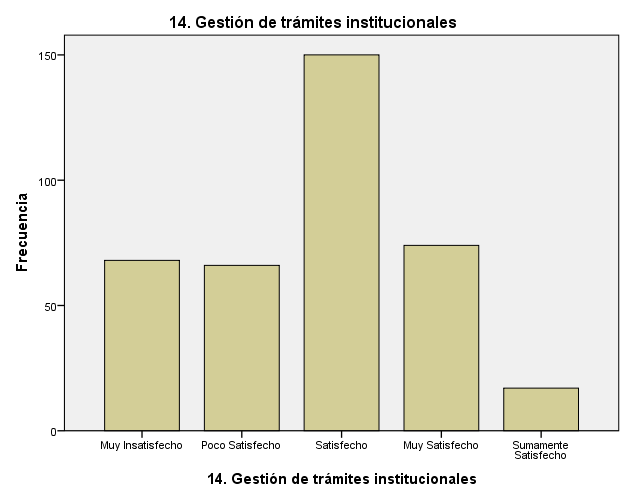 14. Gestión de trámites institucionales
150
100
50
0
Frecuencia
Muy Insatisfecho
Poco Satisfecho
Satisfecho
Muy Satisfecho
Sumamente
Satisfecho
14. Gestión de trámites institucionales